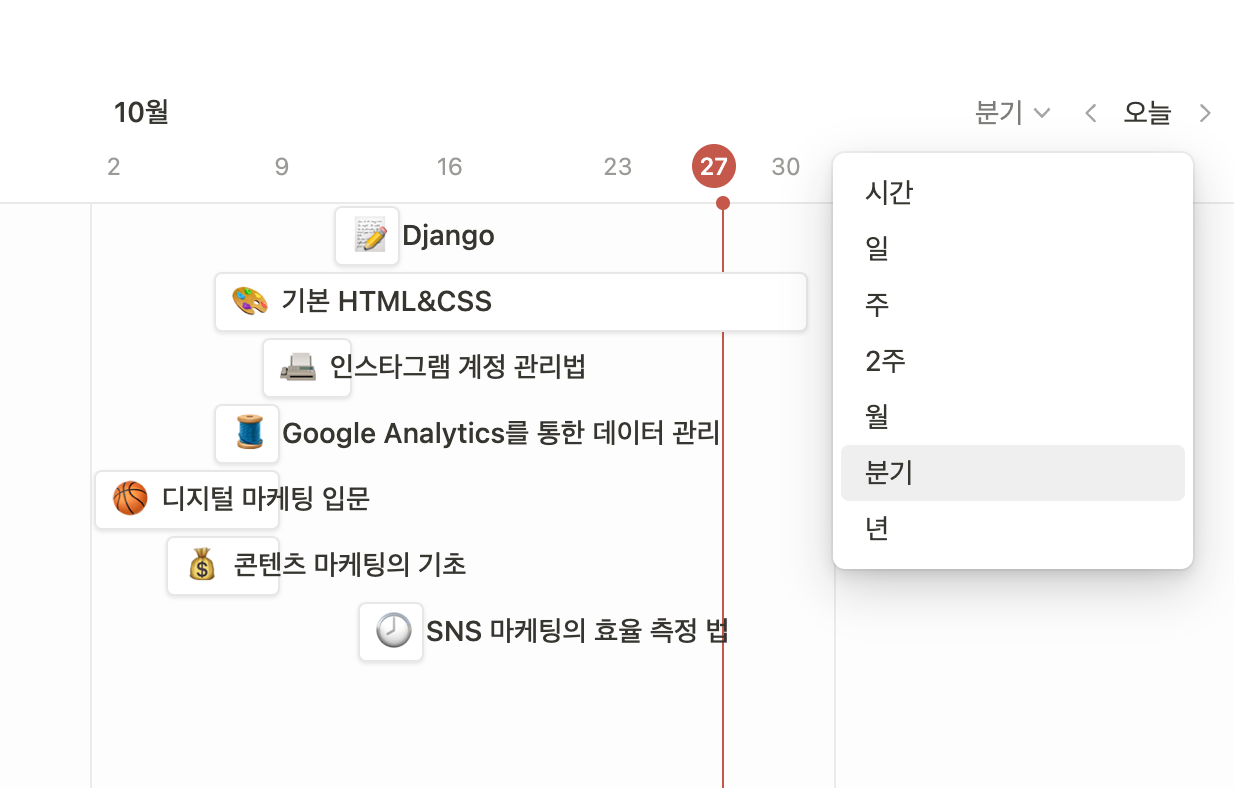 10월
분기
오늘
2 9 16 23 27 30
시간
일
주
2주
월
분기
년
Django
기본 HTML&CSS
인스타그램 계정 관리법
Google Analytics를 통한 데이터 관리
디지털 마케팅 입문
콘텐츠 마케팅의 기초
SNS 마케팅의 효율 측정 법